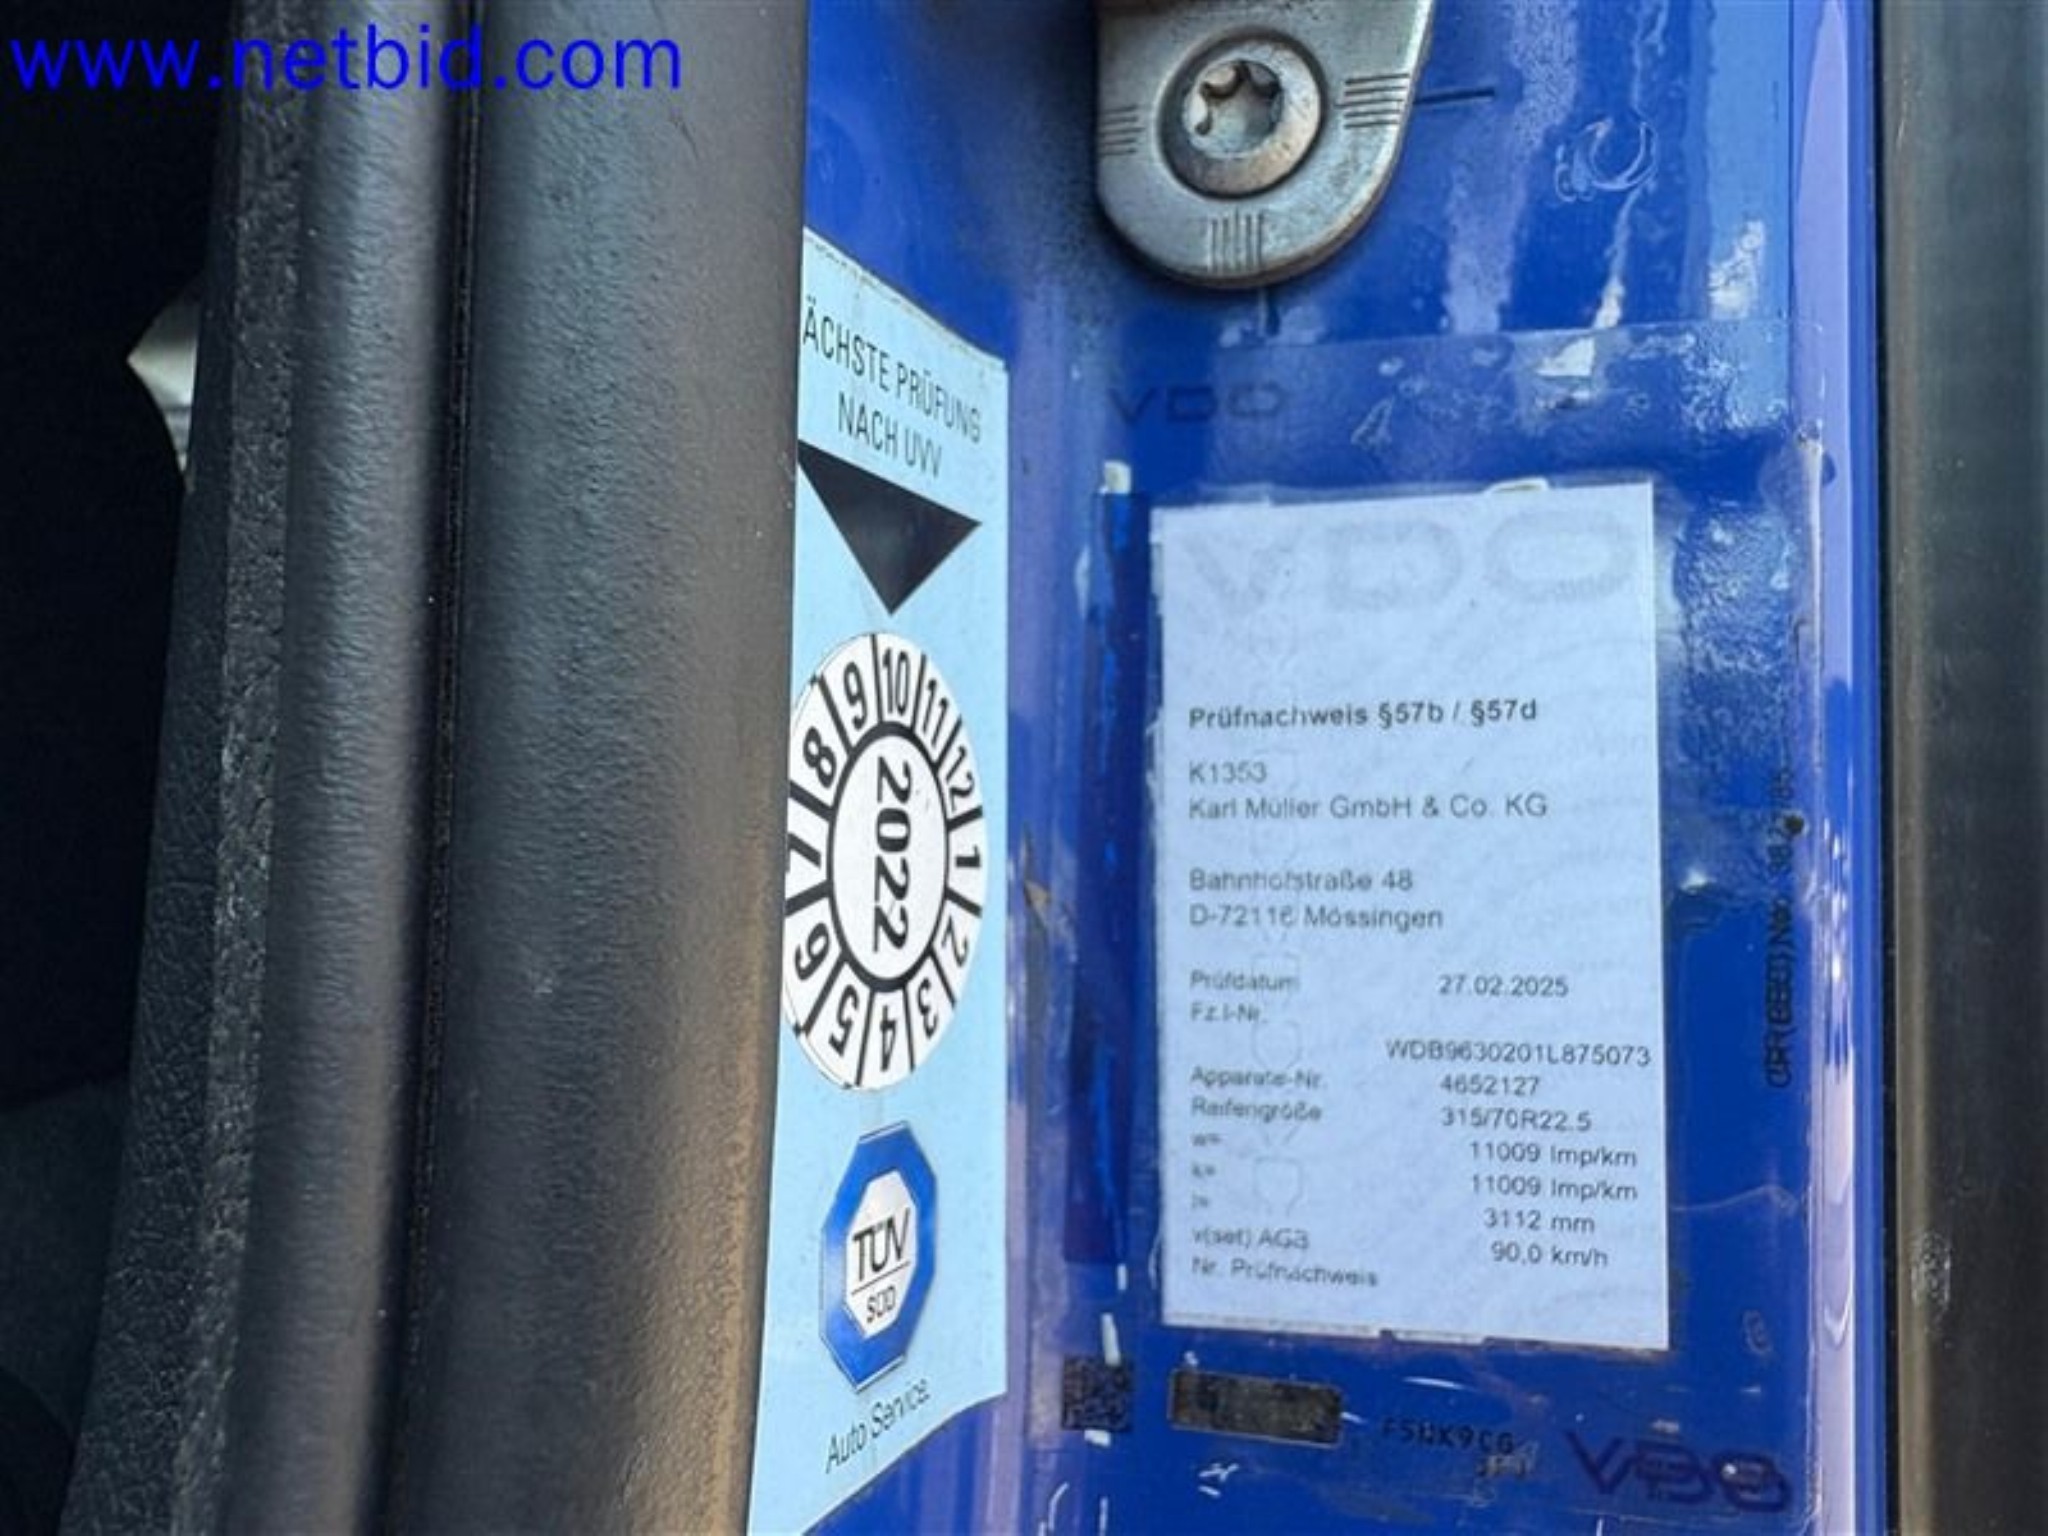 www.netbid.com
ÄCHSTE PRÜFUNG
NACH UVV
9 10 11 12 1 2 3 4 5 6 7 8
2022
TÜV
SÜD
Auto Service.
VDO
VDO
Prüfnachweis §57b / §57d
K1353
Karl Müller GmbH & Co. KG
Bahnhofstraße 48
D-72116 Mössingen
Prüfdatum 27.02.2025
Fz.I-Nr.
WDB9630201L875073
Apparate-Nr. 4652127
Reifengröße 315/70R22.5
w= 11009 Imp/km
k= 11009 Imp/km
l= 3112 mm
v(set) AGB 90,0 km/h
Nr. Prüfnachweis
VDO